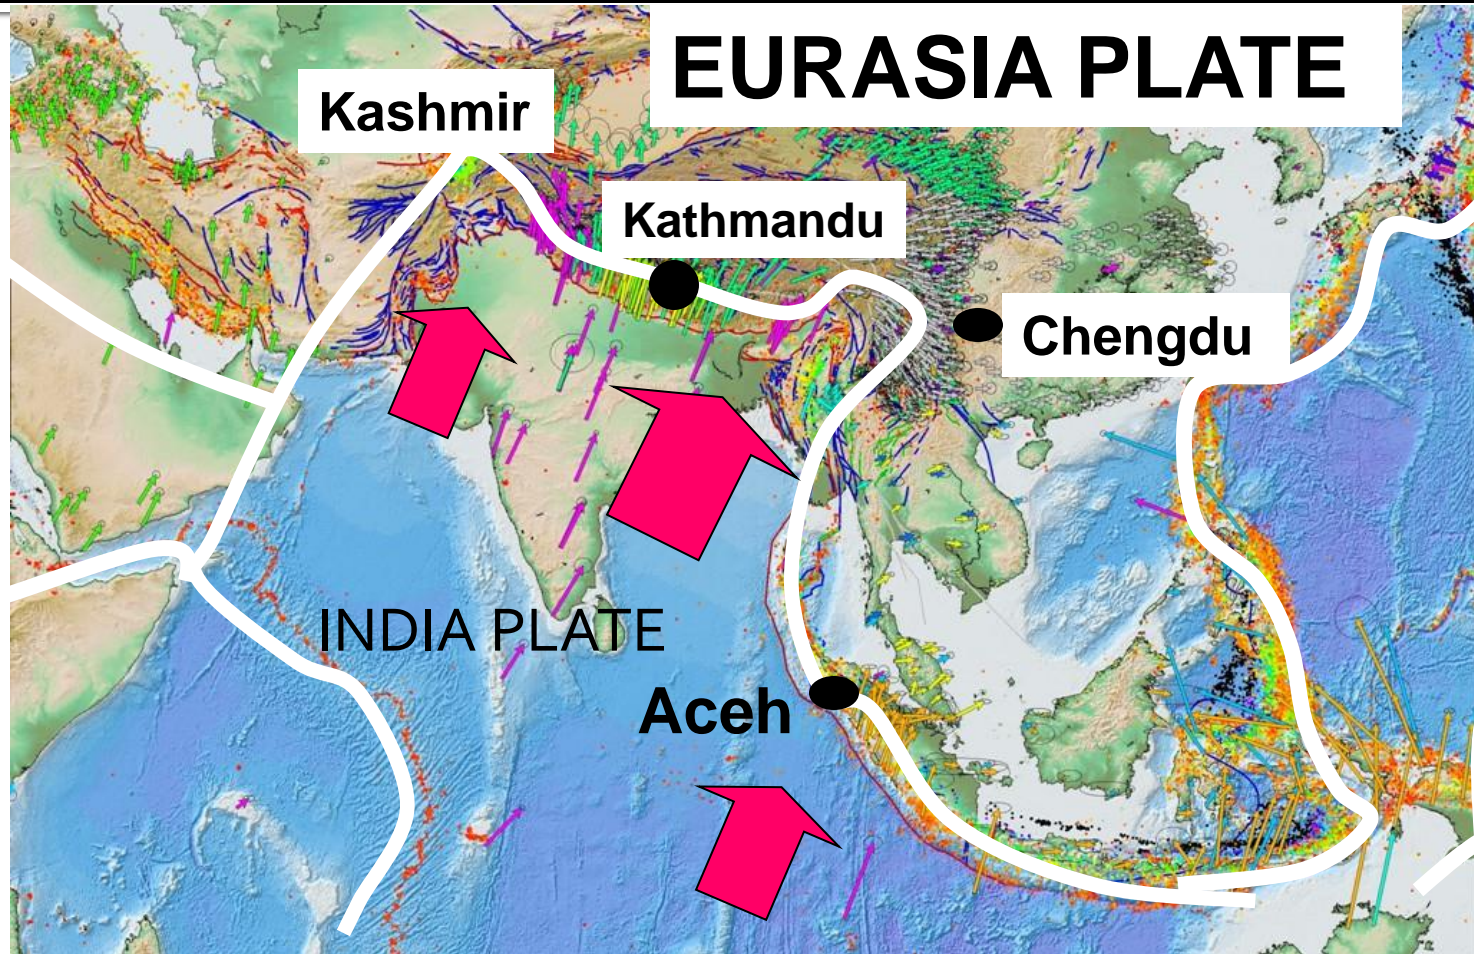 EURASIA PLATE
Kashmir
Kathmandu
Chengdu
INDIA PLATE
Aceh